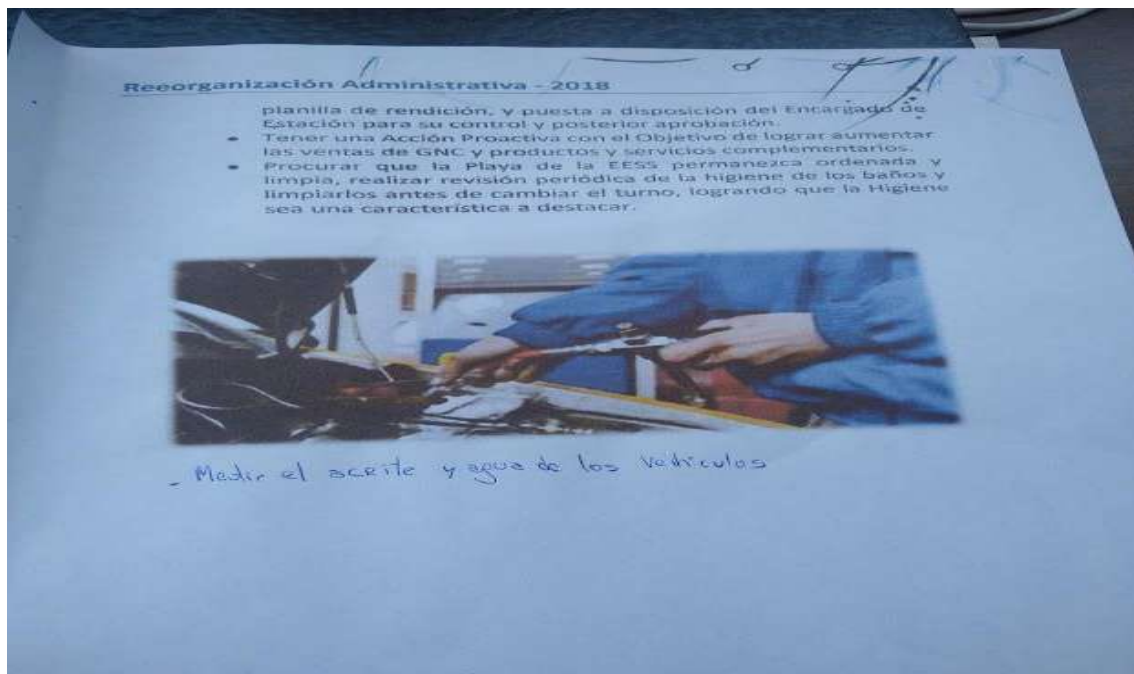 Reeorganización Administrativa - 2018
planilla de rendición, y puesta a disposición del Encargado de
Estación para su control y posterior aprobación.
• Tener una Acción Proactiva con el Objetivo de lograr aumentar
las ventas de GNC y productos y servicios complementarios.
• Procurar que la Playa de la EESS permanezca ordenada y
limpia, realizar revisión periódica de la higiene de los baños y
limpiarlos antes de cambiar el turno, logrando que la Higiene
sea una característica a destacar.
- Medir el aceite y agua de los vehiculos